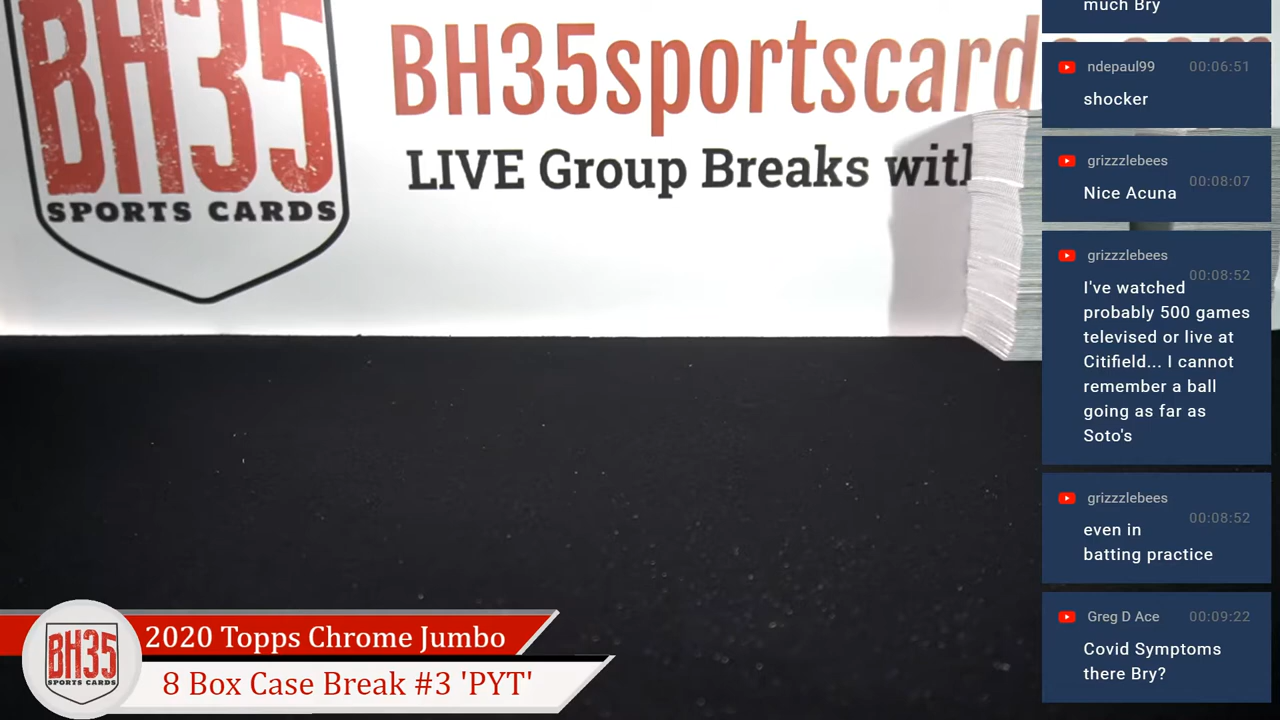 BH35
SPORTS CARDS
BH35sportscards.com
LIVE Group Breaks with
much Bry
ndepaul99 00:06:51
shocker
grizzzlebees 00:08:07
Nice Acuna
grizzzlebees 00:08:52
I've watched
probably 500 games
televised or live at
Citifield... I cannot
remember a ball
going as far as
Soto's
grizzzlebees 00:08:52
even in
batting practice
Greg D Ace 00:09:22
Covid Symptoms
there Bry?
BH35
SPORTS CARDS
2020 Topps Chrome Jumbo
8 Box Case Break #3 'PYT'